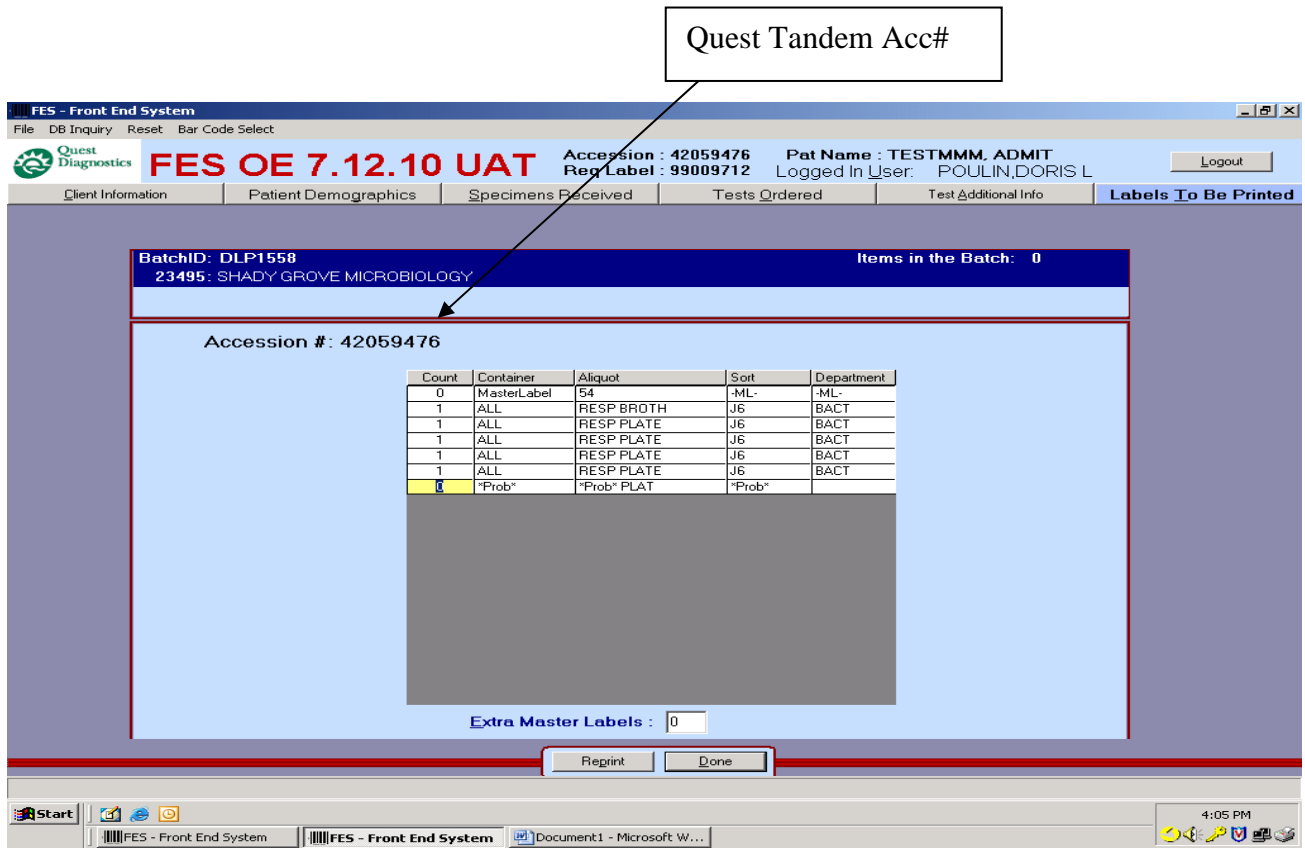 Quest Tandem Acc#
FES - Front End System
File DB Inquiry Reset Bar Code Select
Quest Diagnostics
FES OE 7.12.10 UAT
Accession : 42059476 Pat Name : TESTMMM, ADMIT
Req Label : 99009712 Logged In User: POULIN,DORIS L
Logout
Client Information Patient Demographics Specimens Received Tests Ordered Test Additional Info Labels To Be Printed
BatchID: DLP1558 Items in the Batch: 0
23495: SHADY GROVE MICROBIOLOGY
Accession #: 42059476
Count Container Aliquot Sort Department
0 MasterLabel 54 -ML- -ML-
1 ALL RESP BROTH J6 BACT
1 ALL RESP PLATE J6 BACT
1 ALL RESP PLATE J6 BACT
1 ALL RESP PLATE J6 BACT
1 ALL RESP PLATE J6 BACT
0 *Prob* *Prob* PLAT *Prob*
Extra Master Labels : 0
Reprint Done
Start 4:05 PM
FES - Front End System FES - Front End System Document1 - Microsoft W...